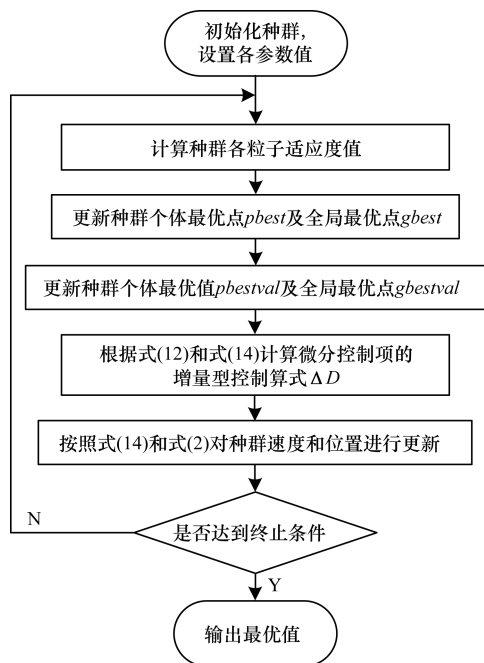 初始化种群,
设置各参数值
计算种群各粒子适应度值
更新种群个体最优点pbest及全局最优点gbest
更新种群个体最优值pbestval及全局最优点gbestval
根据式(12)和式(14)计算微分控制项的
增量型控制算式ΔD
按照式(14)和式(2)对种群速度和位置进行更新
N
是否达到终止条件
Y
输出最优值